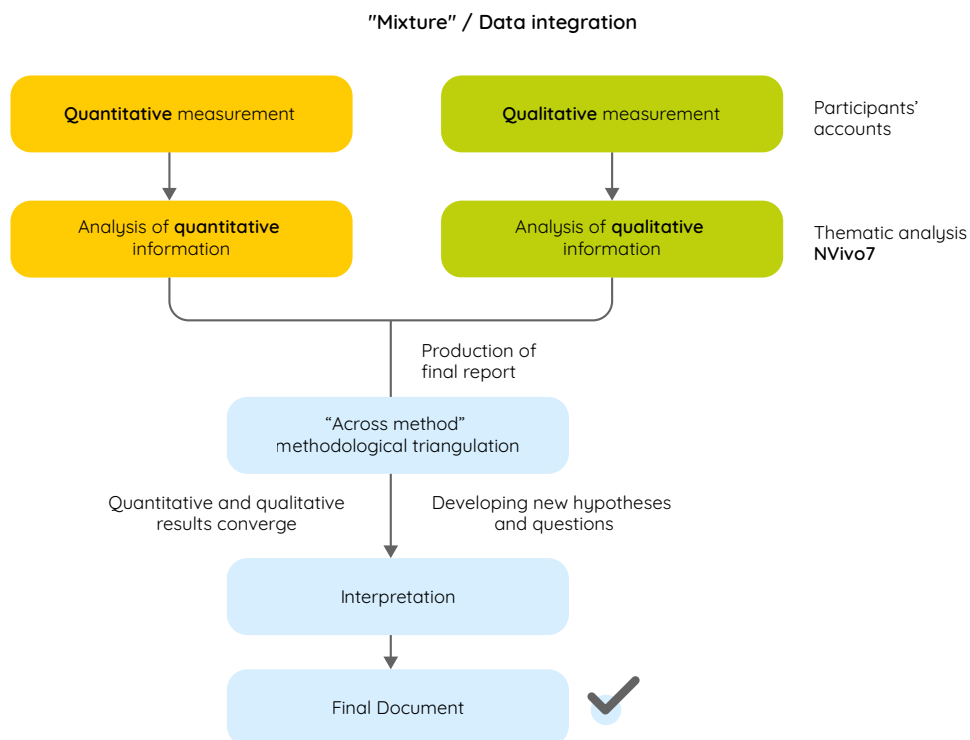 "Mixture" / Data integration
Quantitative measurement
Qualitative measurement
Participants’
accounts
Analysis of quantitative
information
Analysis of qualitative
information
Thematic analysis
NVivo7
Production of
final report
“Across method”
methodological triangulation
Quantitative and qualitative
results converge
Developing new hypotheses
and questions
Interpretation
Final Document